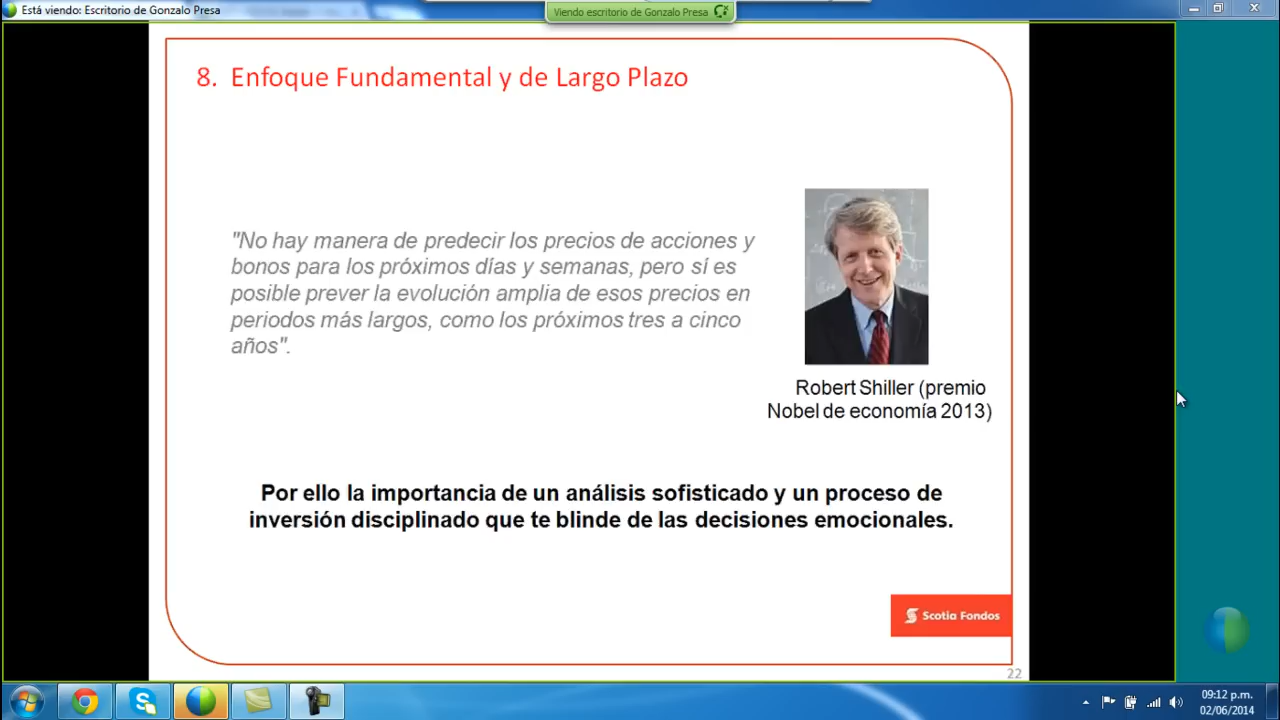 Está viendo: Escritorio de Gonzalo Presa
Viendo escritorio de Gonzalo Presa
8. Enfoque Fundamental y de Largo Plazo
"No hay manera de predecir los precios de acciones y
bonos para los próximos días y semanas, pero sí es
posible prever la evolución amplia de esos precios en
periodos más largos, como los próximos tres a cinco
años".
Robert Shiller (premio
Nobel de economía 2013)
Por ello la importancia de un análisis sofisticado y un proceso de
inversión disciplinado que te blinde de las decisiones emocionales.
Scotia Fondos
22
09:12 p.m.
02/06/2014